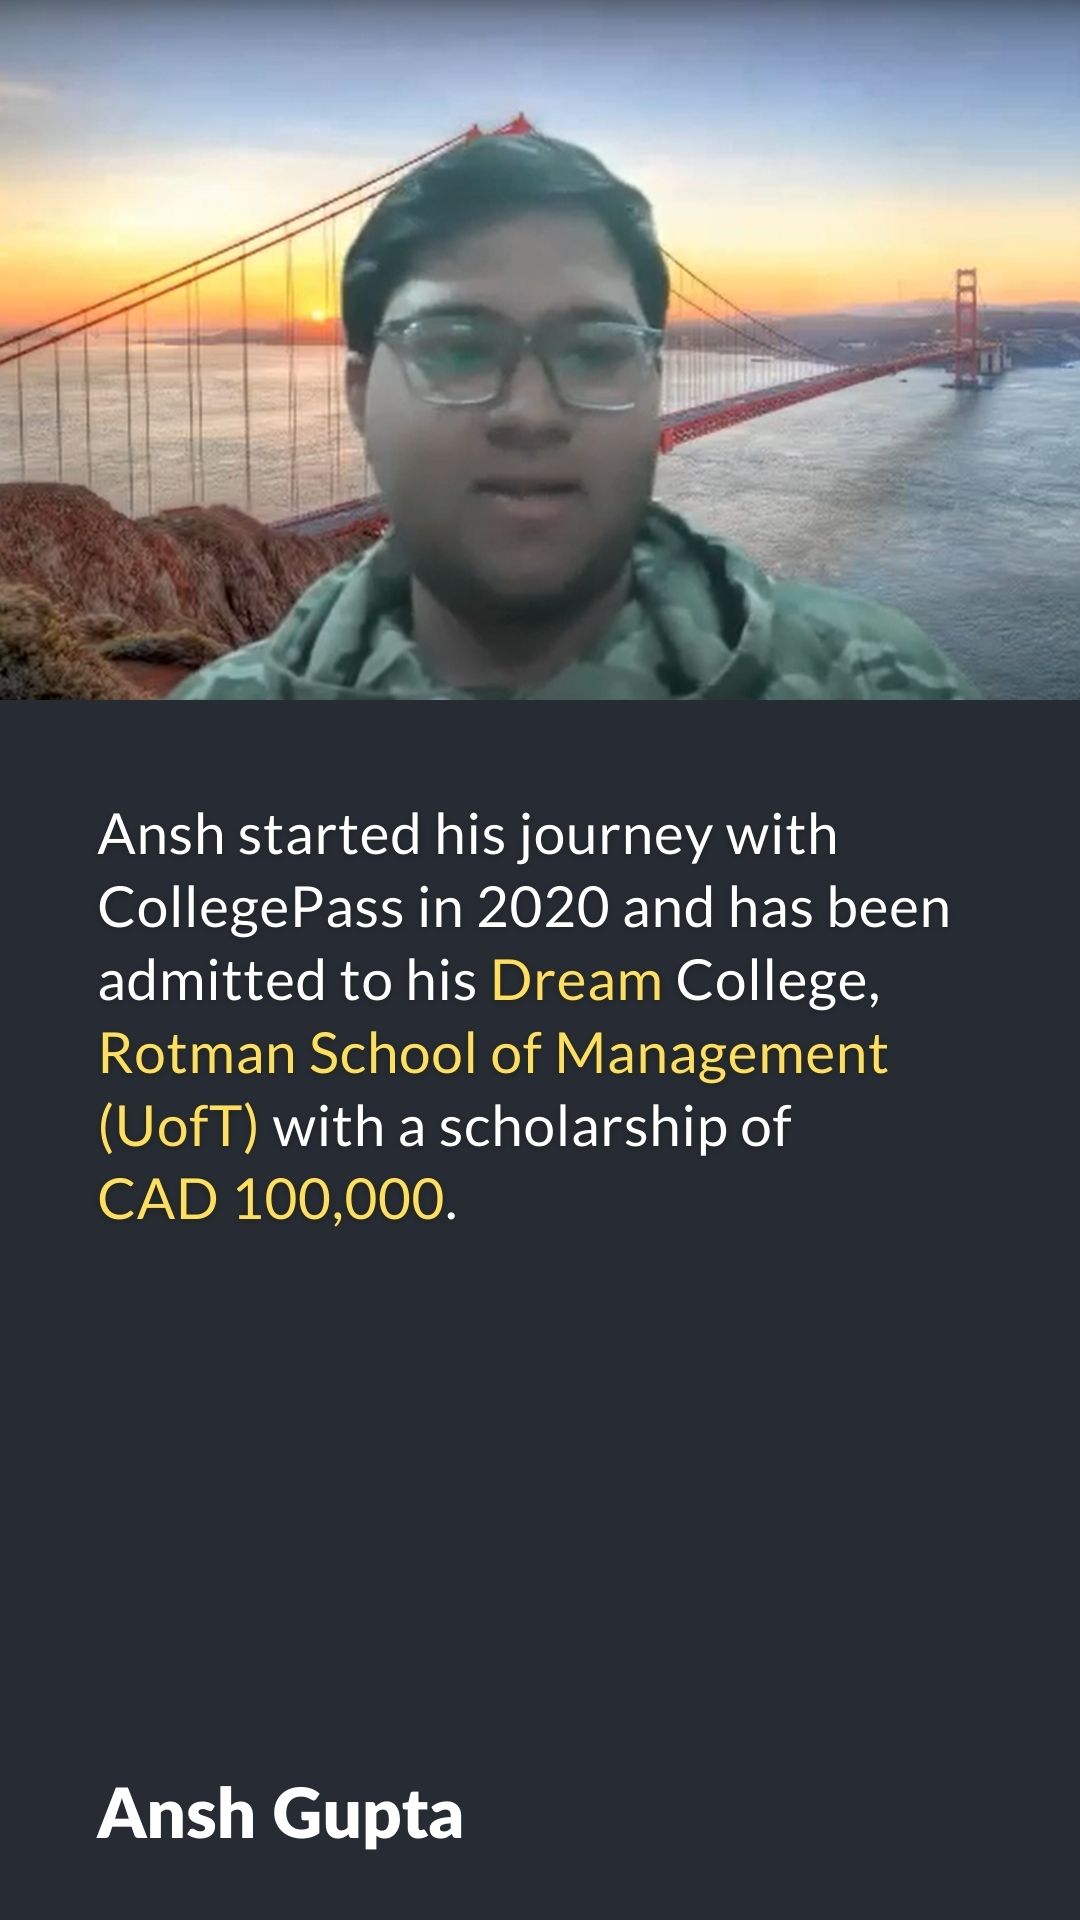 Ansh started his journey with
CollegePass in 2020 and has been
admitted to his Dream College,
Rotman School of Management
(UofT) with a scholarship of
CAD 100,000.
Ansh Gupta